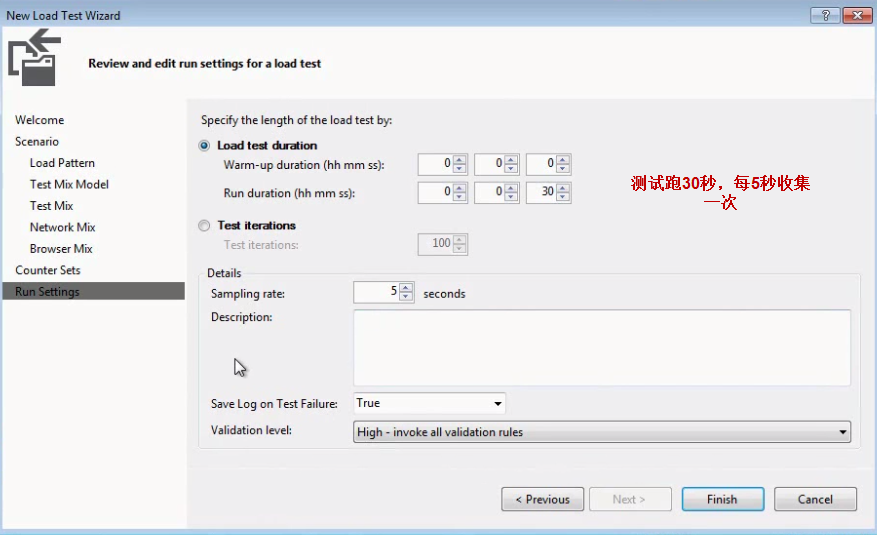 New Load Test Wizard
?
Review and edit run settings for a load test
Welcome
Scenario
Load Pattern
Test Mix Model
Test Mix
Network Mix
Browser Mix
Counter Sets
Run Settings
Specify the length of the load test by:
Load test duration
Warm-up duration (hh mm ss): 0 0 0
Run duration (hh mm ss): 0 0 30
测试跑30秒，每5秒收集
一次
Test iterations
Test iterations: 100
Details
Sampling rate: 5 seconds
Description:
Save Log on Test Failure: True
Validation level: High - invoke all validation rules
< Previous Next > Finish Cancel